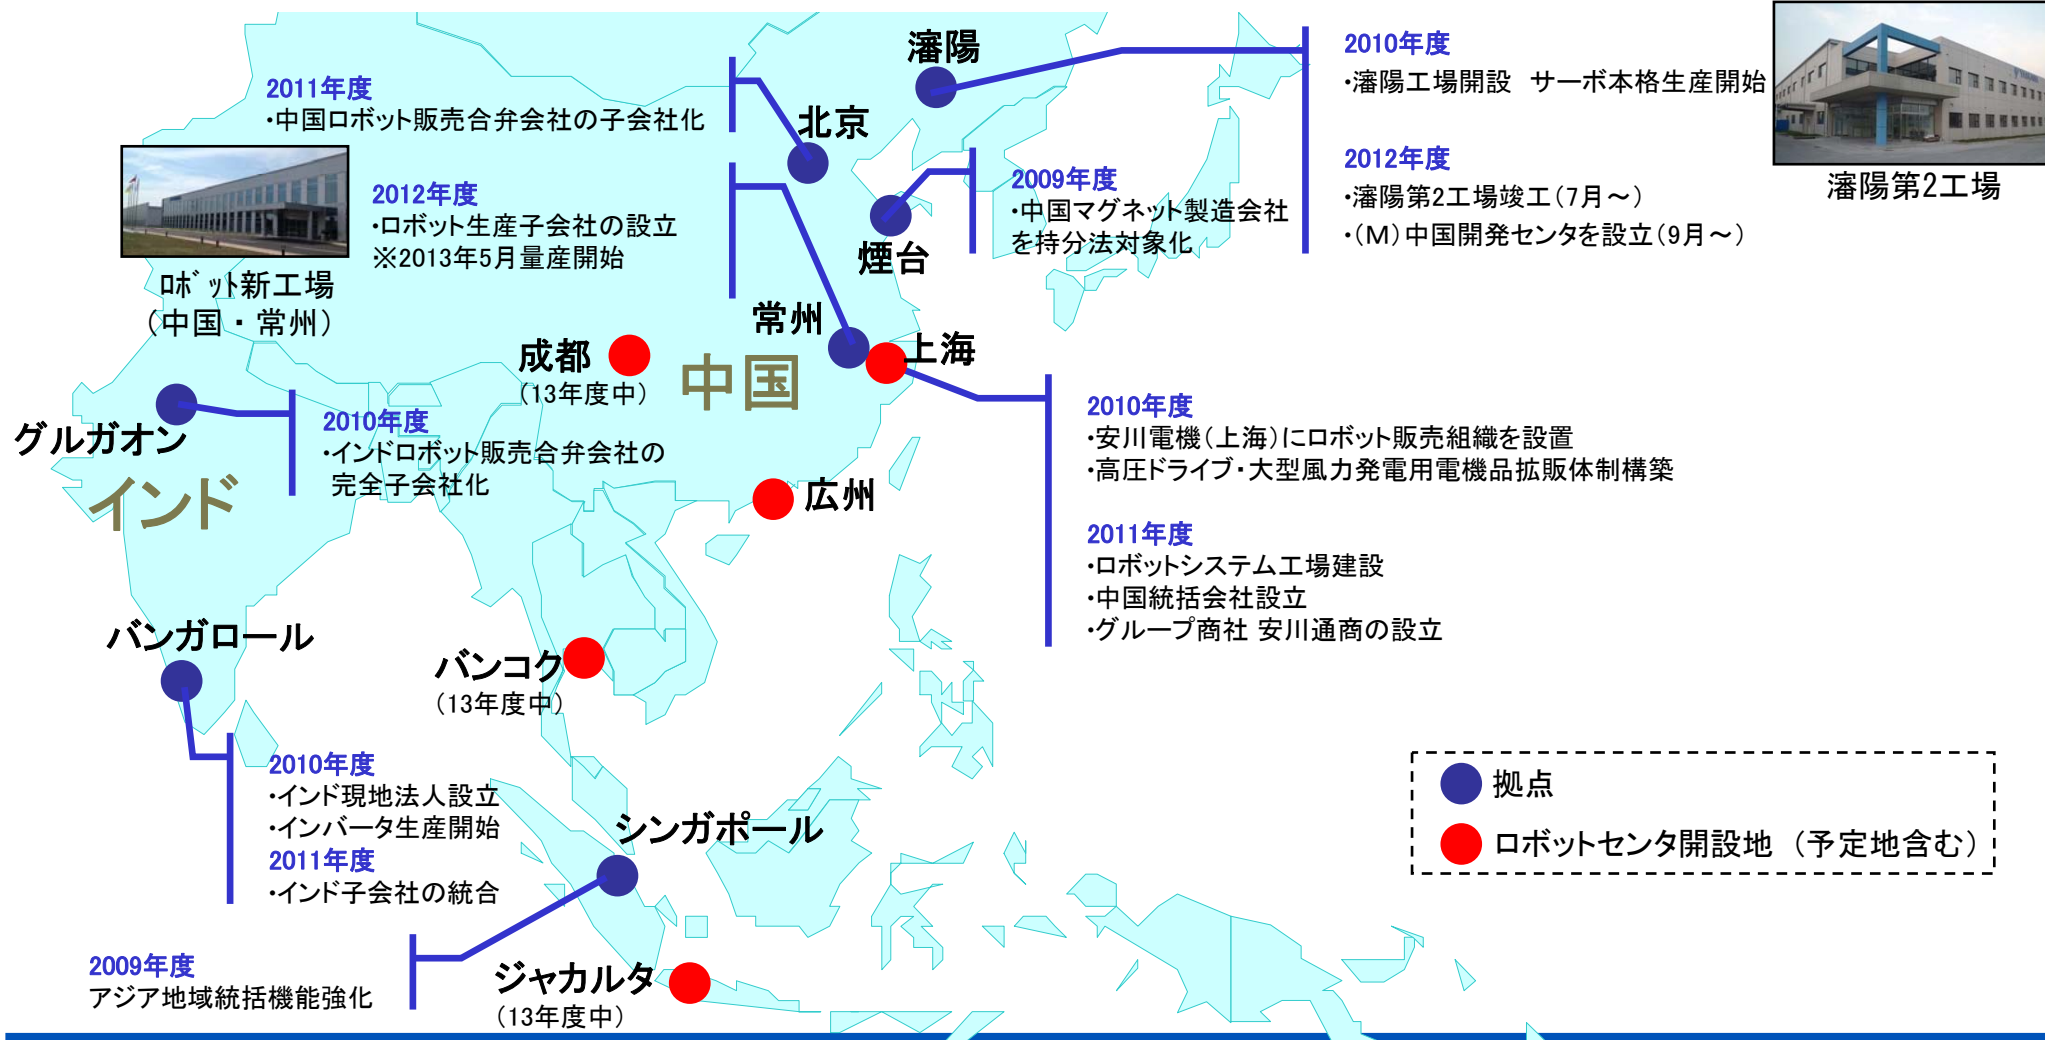 瀋陽
2010年度
・瀋陽工場開設　サーボ本格生産開始
2012年度
・瀋陽第2工場竣工（7月～）
・（M）中国開発センタを設立（9月～）
瀋陽第2工場
2011年度
・中国ロボット販売合弁会社の子会社化
北京
2012年度
・ロボット生産子会社の設立
※2013年5月量産開始
ﾛﾎﾞｯﾄ新工場
（中国・常州）
2009年度
・中国マグネット製造会社
を持分法対象化
煙台
常州
上海
成都
（13年度中）
中国
グルガオン
インド
2010年度
・インドロボット販売合弁会社の
完全子会社化
2010年度
・安川電機（上海）にロボット販売組織を設置
・高圧ドライブ・大型風力発電用電機品拡販体制構築
2011年度
・ロボットシステム工場建設
・中国統括会社設立
・グループ商社 安川通商の設立
広州
バンガロール
バンコク
（13年度中）
2010年度
・インド現地法人設立
・インバータ生産開始
2011年度
・インド子会社の統合
シンガポール
2009年度
アジア地域統括機能強化
ジャカルタ
（13年度中）
拠点
ロボットセンタ開設地 （予定地含む）